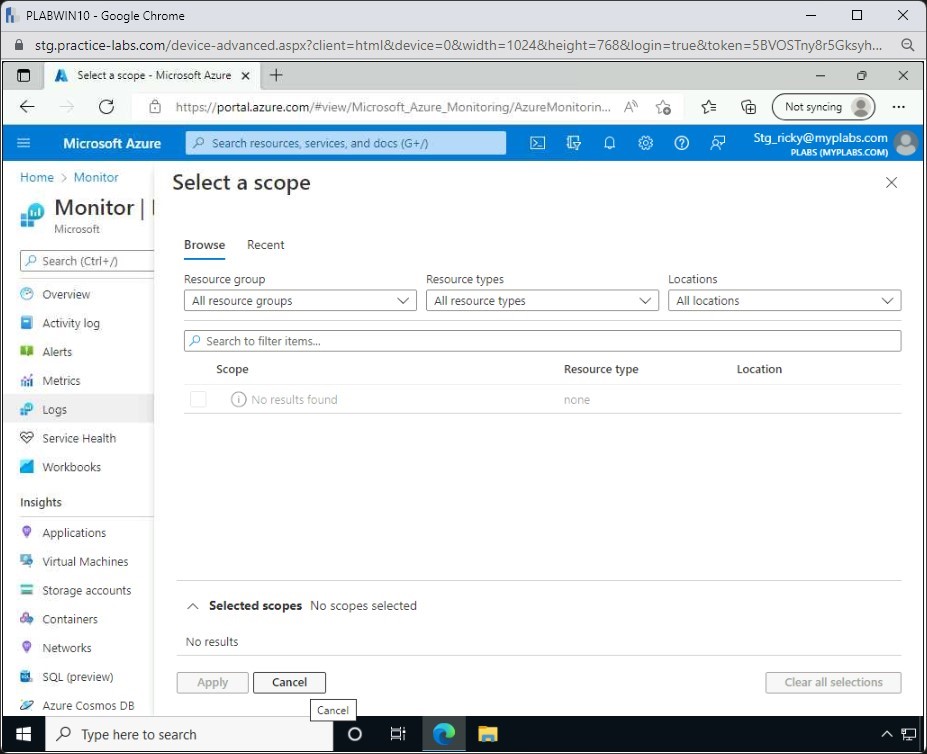 PLABWIN10 - Google Chrome
stg.practice-labs.com/device-advanced.aspx?client=html&device=0&width=1024&height=768&login=true&token=5BVOSTny8r5Gksyh...
Select a scope - Microsoft Azure
https://portal.azure.com/#view/Microsoft_Azure_Monitoring/AzureMonitorin...
Not syncing
Microsoft Azure
Search resources, services, and docs (G+/)
Stg_ricky@myplabs.com
PLABS (MYPLABS.COM)
Home > Monitor
Monitor |
Microsoft
Search (Ctrl+/)
Overview
Activity log
Alerts
Metrics
Logs
Service Health
Workbooks
Insights
Applications
Virtual Machines
Storage accounts
Containers
Networks
SQL (preview)
Azure Cosmos DB
Select a scope
Browse Recent
Resource group Resource types Locations
All resource groups All resource types All locations
Search to filter items...
Scope Resource type Location
No results found none
Selected scopes No scopes selected
No results
Apply Cancel Clear all selections
Cancel
Type here to search